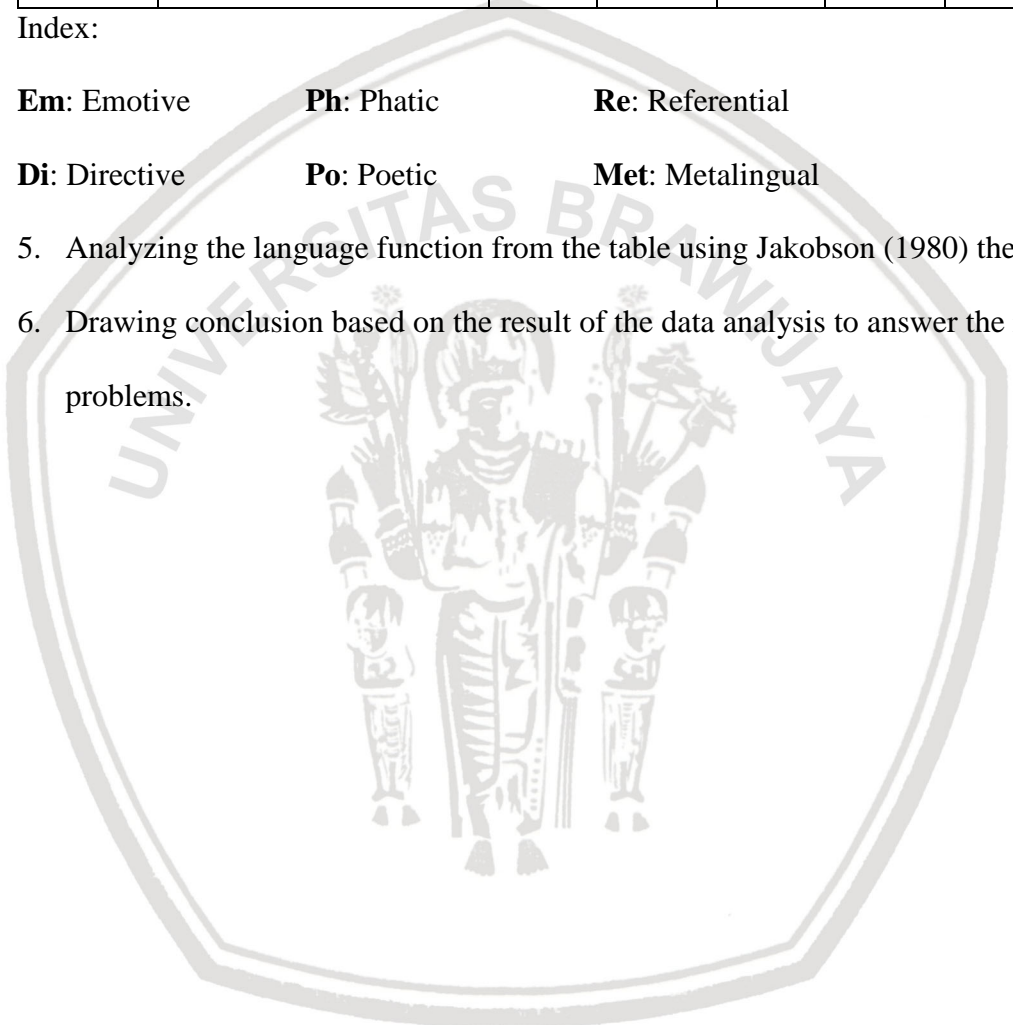 Index:
Em: Emotive Ph: Phatic Re: Referential
Di: Directive Po: Poetic Met: Metalingual
5. Analyzing the language function from the table using Jakobson (1980) the
6. Drawing conclusion based on the result of the data analysis to answer the
problems.
UNIVERSITAS BRAWIJAYA